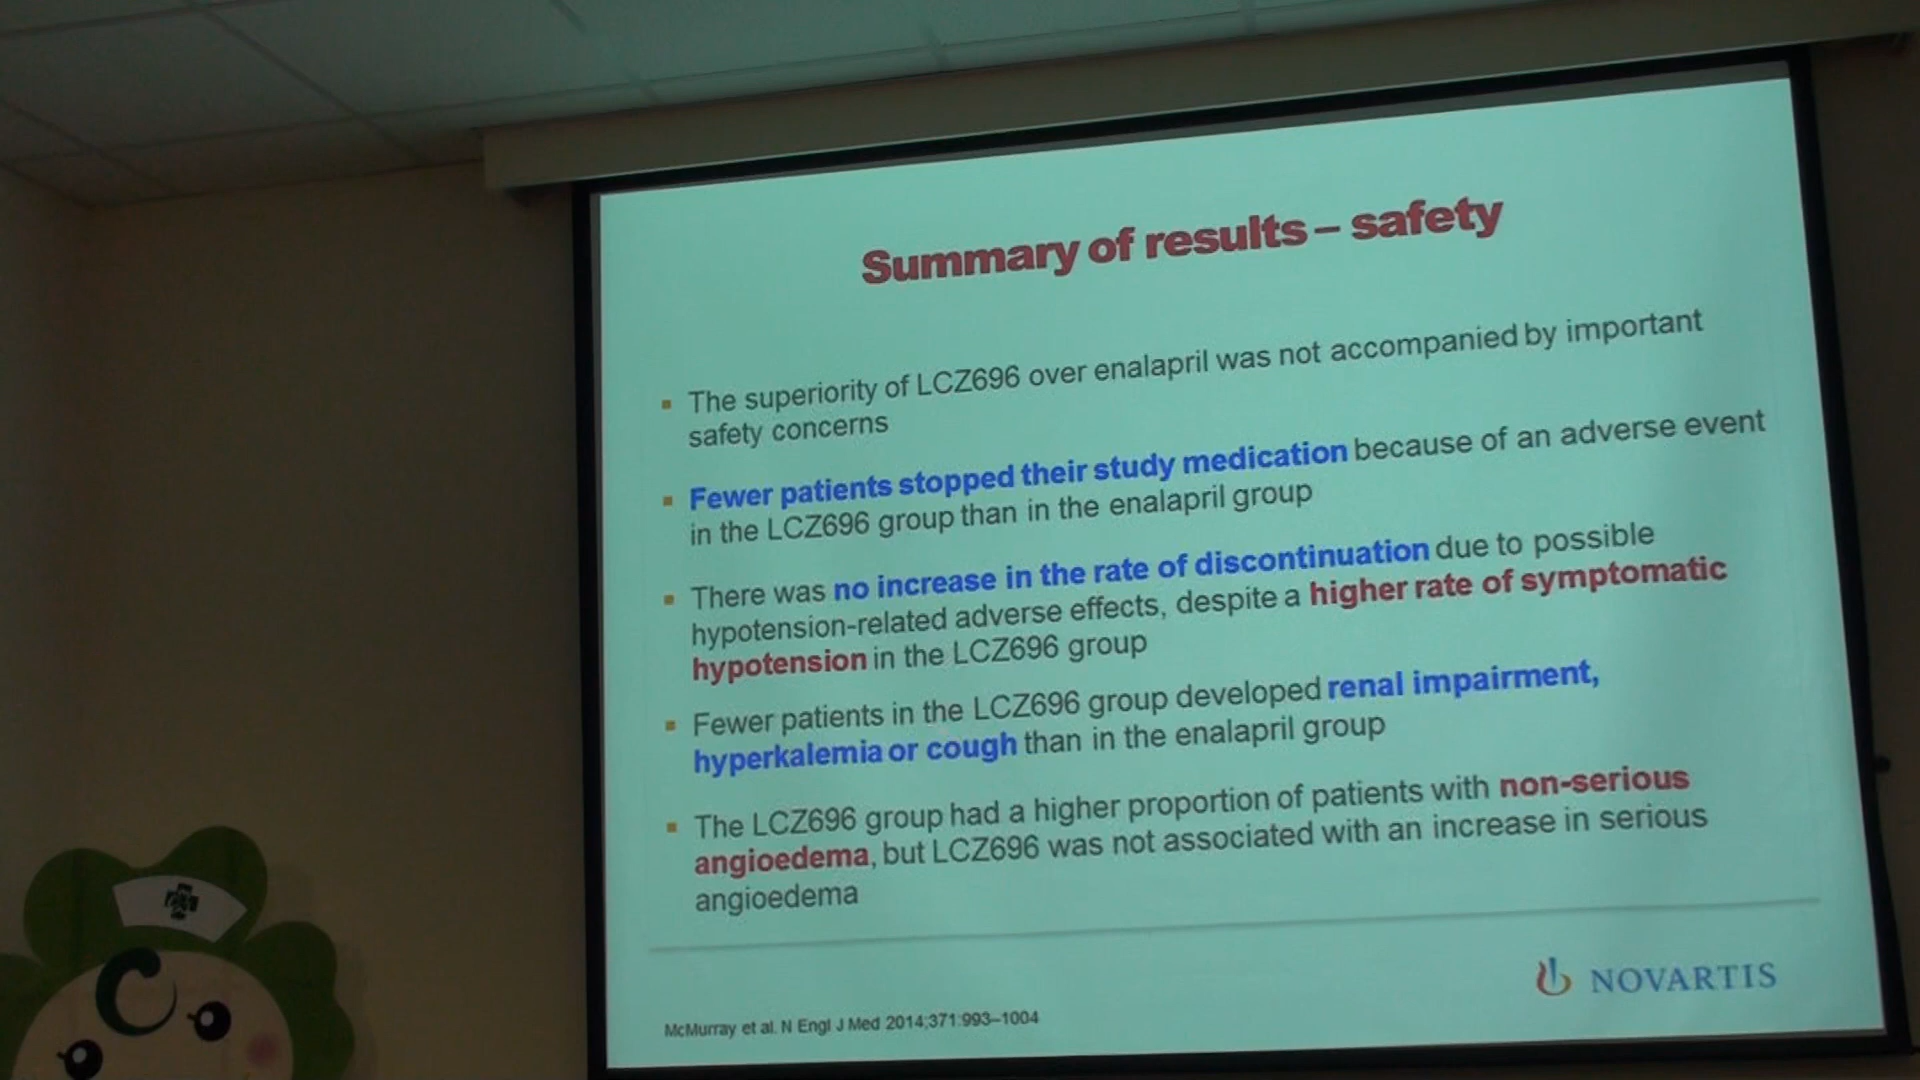 Summary of results – safety
▪ The superiority of LCZ696 over enalapril was not accompanied by important
safety concerns
▪ Fewer patients stopped their study medication because of an adverse event
in the LCZ696 group than in the enalapril group
▪ There was no increase in the rate of discontinuation due to possible
hypotension-related adverse effects, despite a higher rate of symptomatic
hypotension in the LCZ696 group
▪ Fewer patients in the LCZ696 group developed renal impairment,
hyperkalemia or cough than in the enalapril group
▪ The LCZ696 group had a higher proportion of patients with non-serious
angioedema, but LCZ696 was not associated with an increase in serious
angioedema
NOVARTIS
McMurray et al. N Engl J Med 2014;371:993–1004